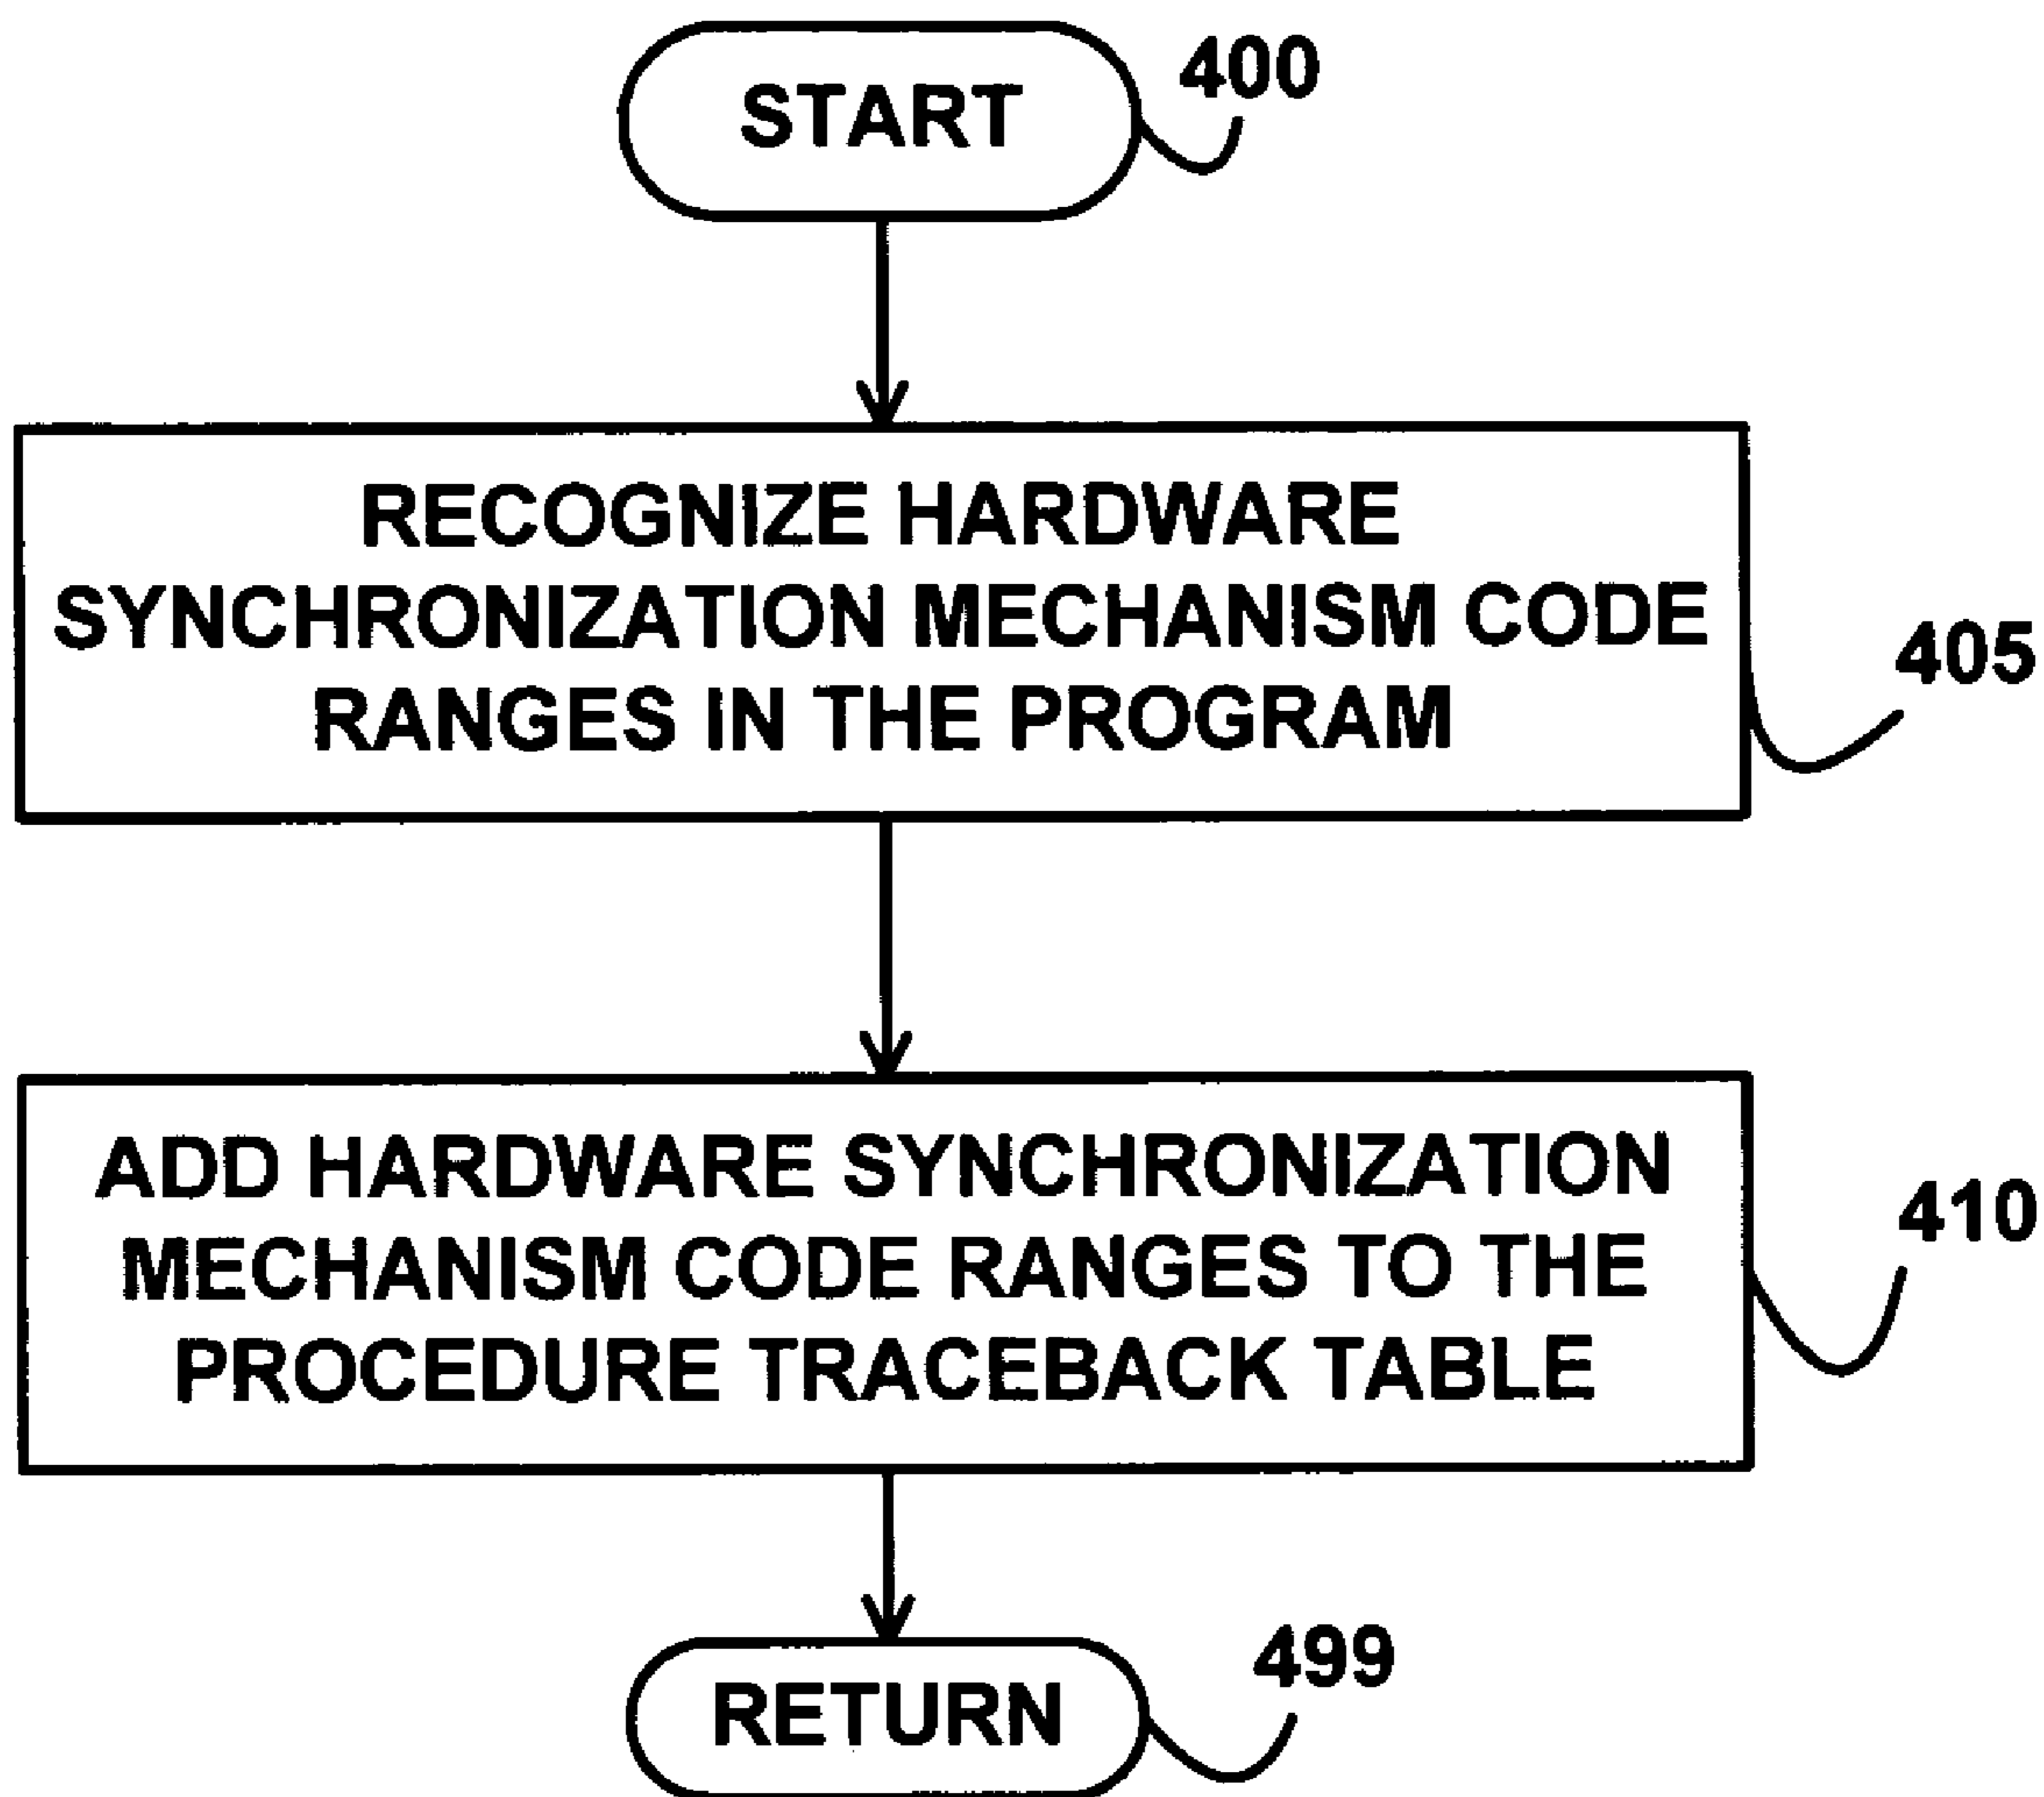 START
400
RECOGNIZE HARDWARE
SYNCHRONIZATION MECHANISM CODE
RANGES IN THE PROGRAM
405
ADD HARDWARE SYNCHRONIZATION
MECHANISM CODE RANGES TO THE
PROCEDURE TRACEBACK TABLE
410
RETURN
499